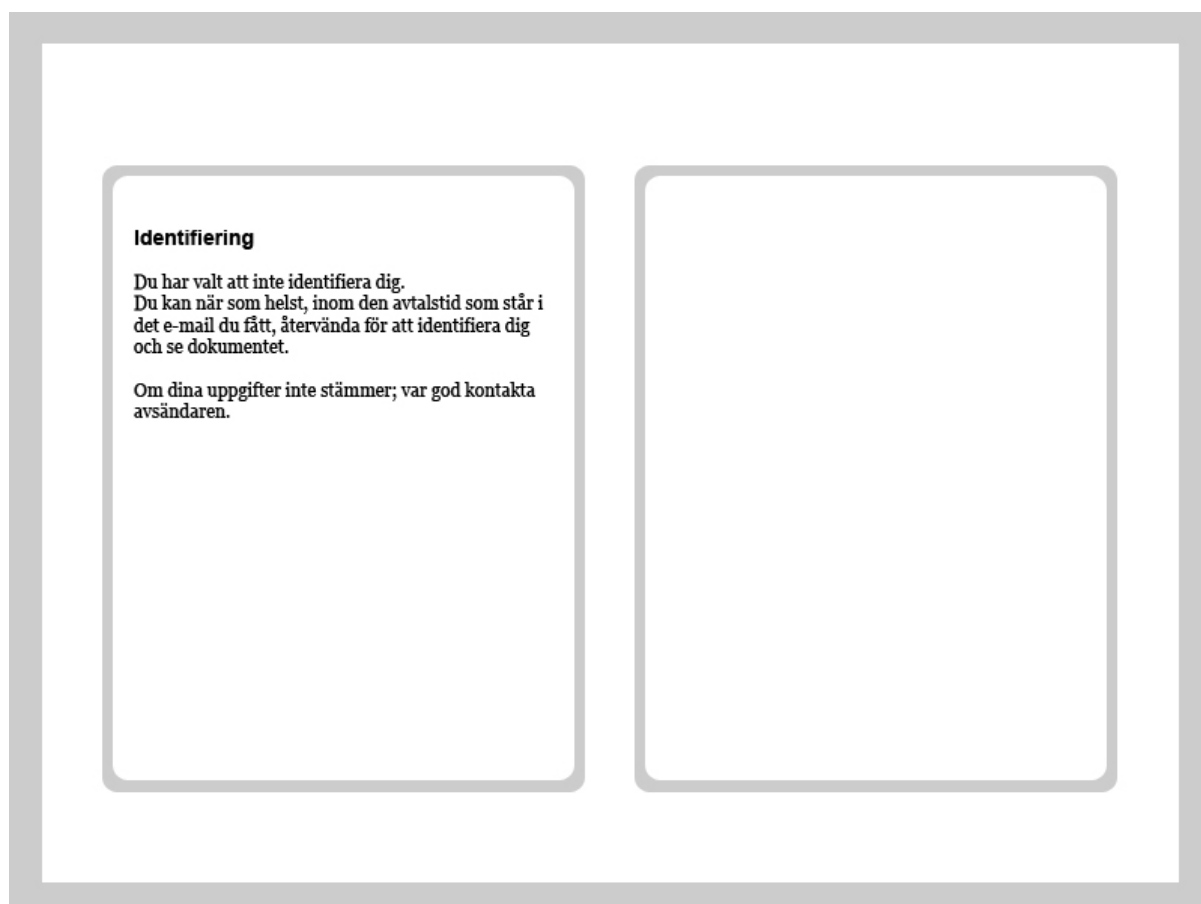 Identifiering
Du har valt att inte identifiera dig.
Du kan när som helst, inom den avtalstid som står i
det e-mail du fått, återvända för att identifiera dig
och se dokumentet.
Om dina uppgifter inte stämmer; var god kontakta
avsändaren.